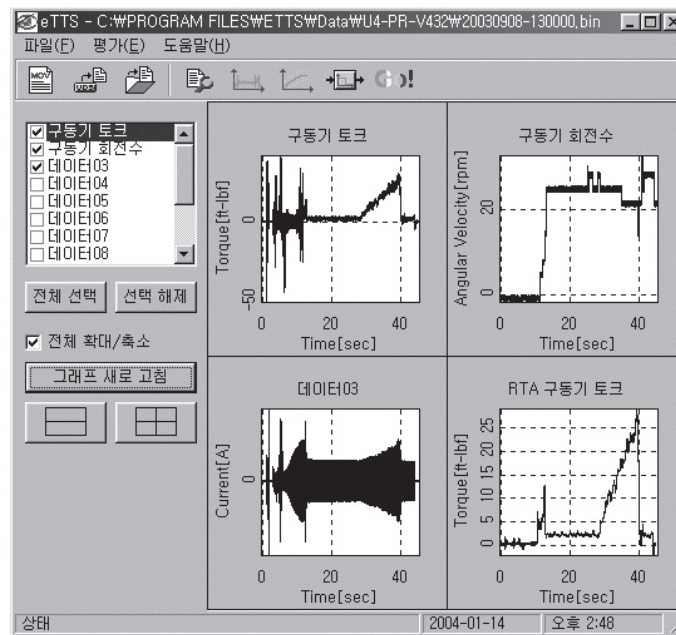 eTTS - C:₩PROGRAM FILES₩ETTS₩Data₩U4-PR-V432₩20030908-130000,bin
파일(F) 평가(E) 도움말(H)
MOV
Go!
구동기 토크
구동기 회전수
데이터03
데이터04
데이터05
데이터06
데이터07
데이터08
전체 선택 선택 해제
전체 확대/축소
그래프 새로 고침
구동기 토크
Torque[ft-lbf]
0
-50
0 20 40
Time[sec]
구동기 회전수
Angular Velocity[rpm]
20
0
0 20 40
Time[sec]
데이터03
Current[A]
0
0 20 40
Time[sec]
RTA 구동기 토크
Torque[ft-lbf]
25
20
15
10
5
0
0 20 40
Time[sec]
상태 2004-01-14 오후 2:48